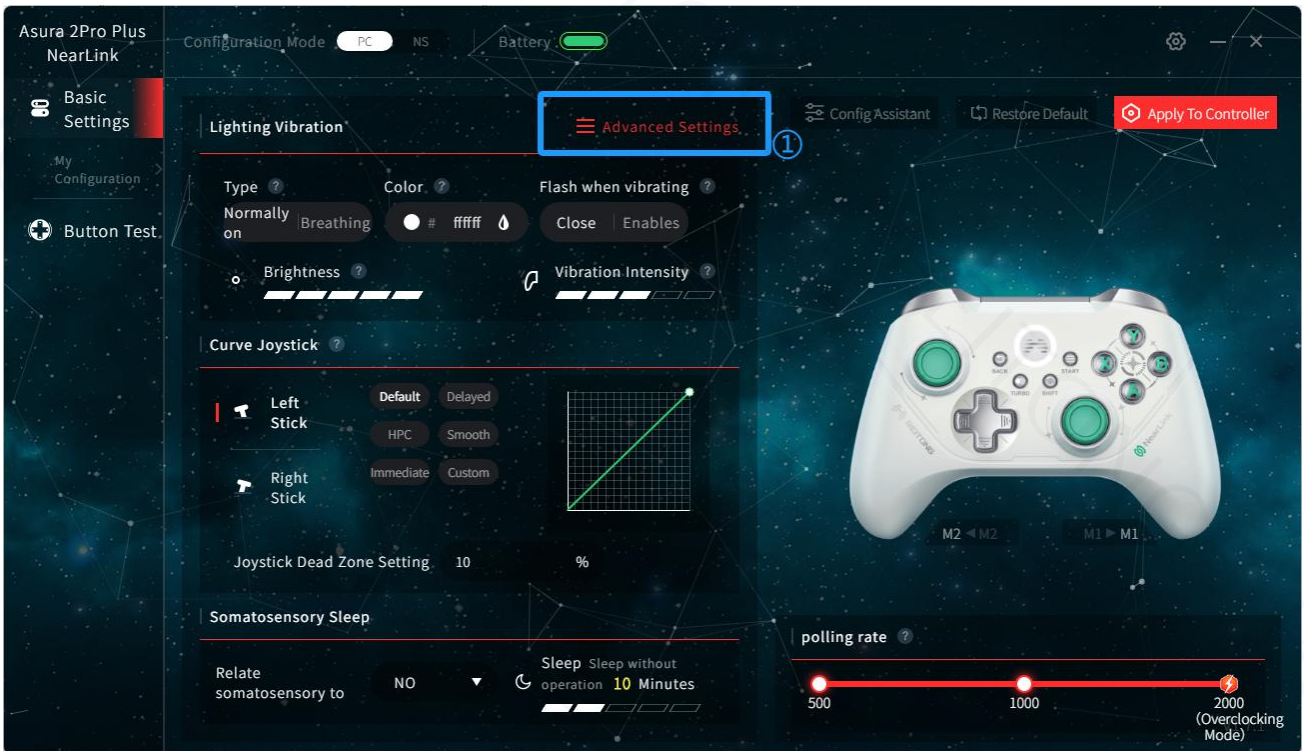 Asura 2Pro Plus
NearLink
Configuration Mode PC NS Battery
Basic
Settings
My
Configuration
Button Test
Lighting Vibration
Advanced Settings
①
Config Assistant
Restore Default
Apply To Controller
Type ? Color ? Flash when vibrating ?
Normally
on
Breathing
# ffffff
Close Enables
Brightness ? Vibration Intensity ?
Curve Joystick ?
Left
Stick
Right
Stick
Default Delayed
HPC Smooth
Immediate Custom
Joystick Dead Zone Setting 10 %
Somatosensory Sleep
Relate
somatosensory to
NO
Sleep Sleep without
operation 10 Minutes
Y
X
A
BACK START
TURBO SHIFT
NearLink
M2 M2 M1 M1
polling rate ?
500 1000 2000
(Overclocking
Mode)